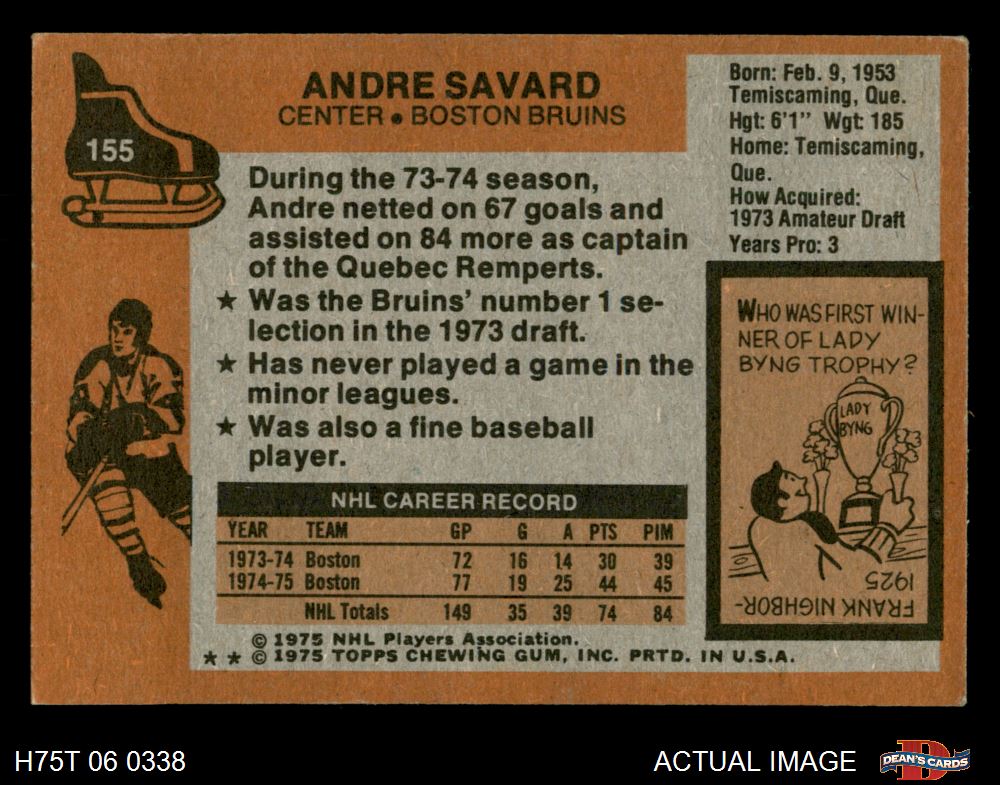 155
ANDRE SAVARD
CENTER • BOSTON BRUINS
Born: Feb. 9, 1953
Temiscaming, Que.
Hgt: 6'1" Wgt: 185
Home: Temiscaming,
Que.
How Acquired:
1973 Amateur Draft
Years Pro: 3
During the 73-74 season,
Andre netted on 67 goals and
assisted on 84 more as captain
of the Quebec Remperts.
★ Was the Bruins' number 1 se-
lection in the 1973 draft.
★ Has never played a game in the
minor leagues.
★ Was also a fine baseball
player.
WHO WAS FIRST WIN-
NER OF LADY
BYNG TROPHY?
LADY
BYNG
FRANK NIGHBOR-
1925
NHL CAREER RECORD
YEAR TEAM GP G A PTS PIM
1973-74 Boston 72 16 14 30 39
1974-75 Boston 77 19 25 44 45
NHL Totals 149 35 39 74 84
© 1975 NHL Players Association.
★ ★ © 1975 TOPPS CHEWING GUM, INC. PRTD. IN U.S.A.
H75T 06 0338
ACTUAL IMAGE
D
DEAN'S CARDS